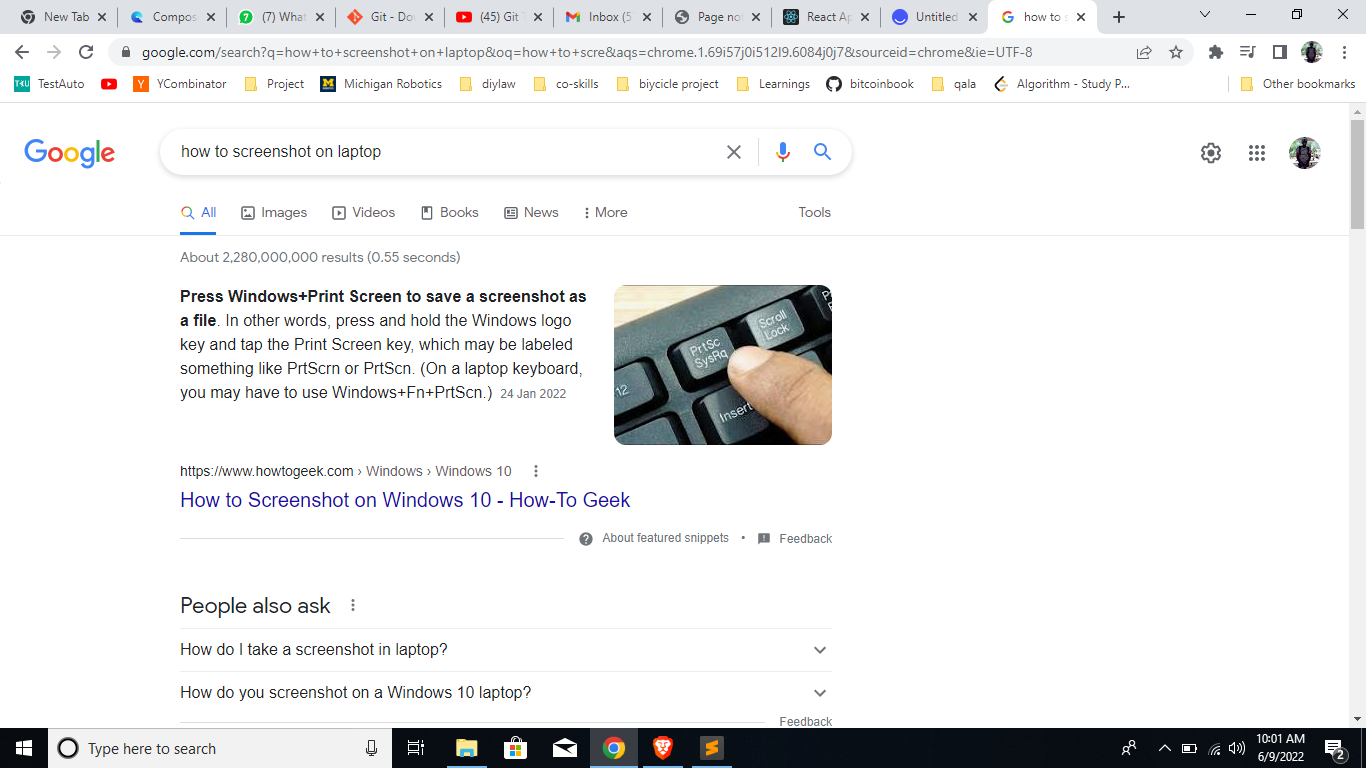 New Tab
Compos
(7) What
Git - Dov
(45) Git T
Inbox (5
Page no
React Ap
Untitled
how to s
google.com/search?q=how+to+screenshot+on+laptop&oq=how+to+scre&aqs=chrome.1.69i57j0i512l9.6084j0j7&sourceid=chrome&ie=UTF-8
TestAuto
YCombinator
Project
Michigan Robotics
diylaw
co-skills
biycicle project
Learnings
bitcoinbook
qala
Algorithm - Study P...
Other bookmarks
Google
how to screenshot on laptop
All
Images
Videos
Books
News
More
Tools
About 2,280,000,000 results (0.55 seconds)
Press Windows+Print Screen to save a screenshot as
a file. In other words, press and hold the Windows logo
key and tap the Print Screen key, which may be labeled
something like PrtScrn or PrtScn. (On a laptop keyboard,
you may have to use Windows+Fn+PrtScn.) 24 Jan 2022
PrtSc
SysRq
Scroll
Lock
12
Insert
https://www.howtogeek.com › Windows › Windows 10
How to Screenshot on Windows 10 - How-To Geek
About featured snippets • Feedback
People also ask
How do I take a screenshot in laptop?
How do you screenshot on a Windows 10 laptop?
Feedback
Type here to search
10:01 AM
6/9/2022
2